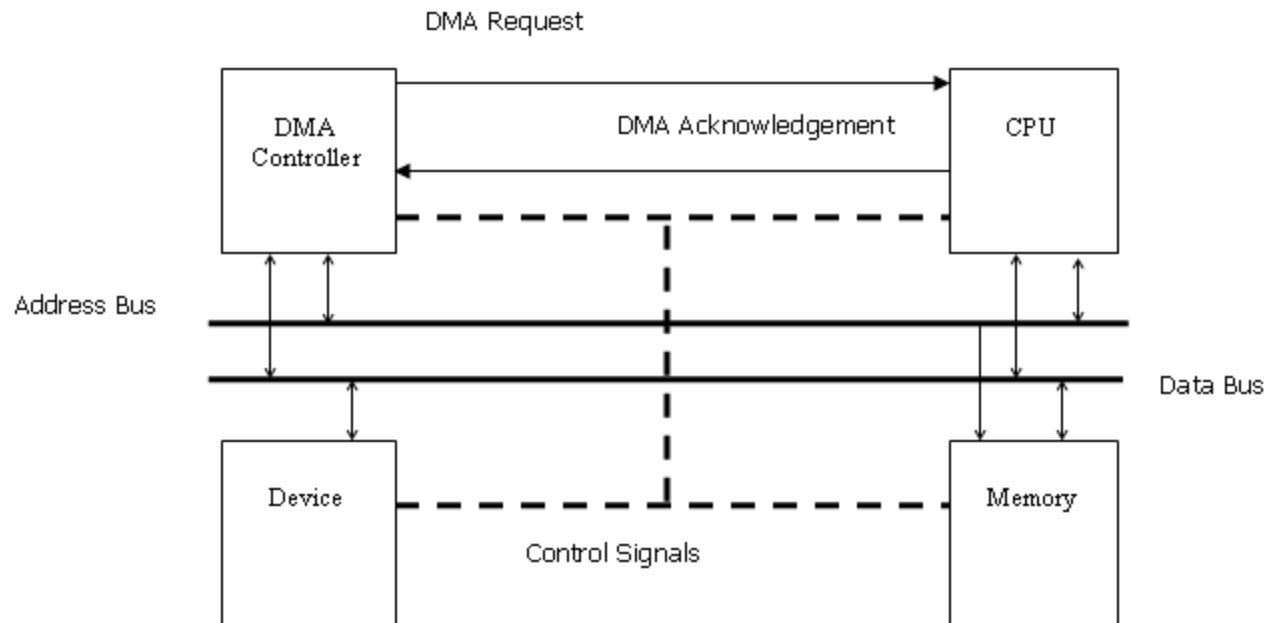 DMA Request
DMA
Controller
DMA Acknowledgement
CPU
Address Bus
Data Bus
Device
Memory
Control Signals